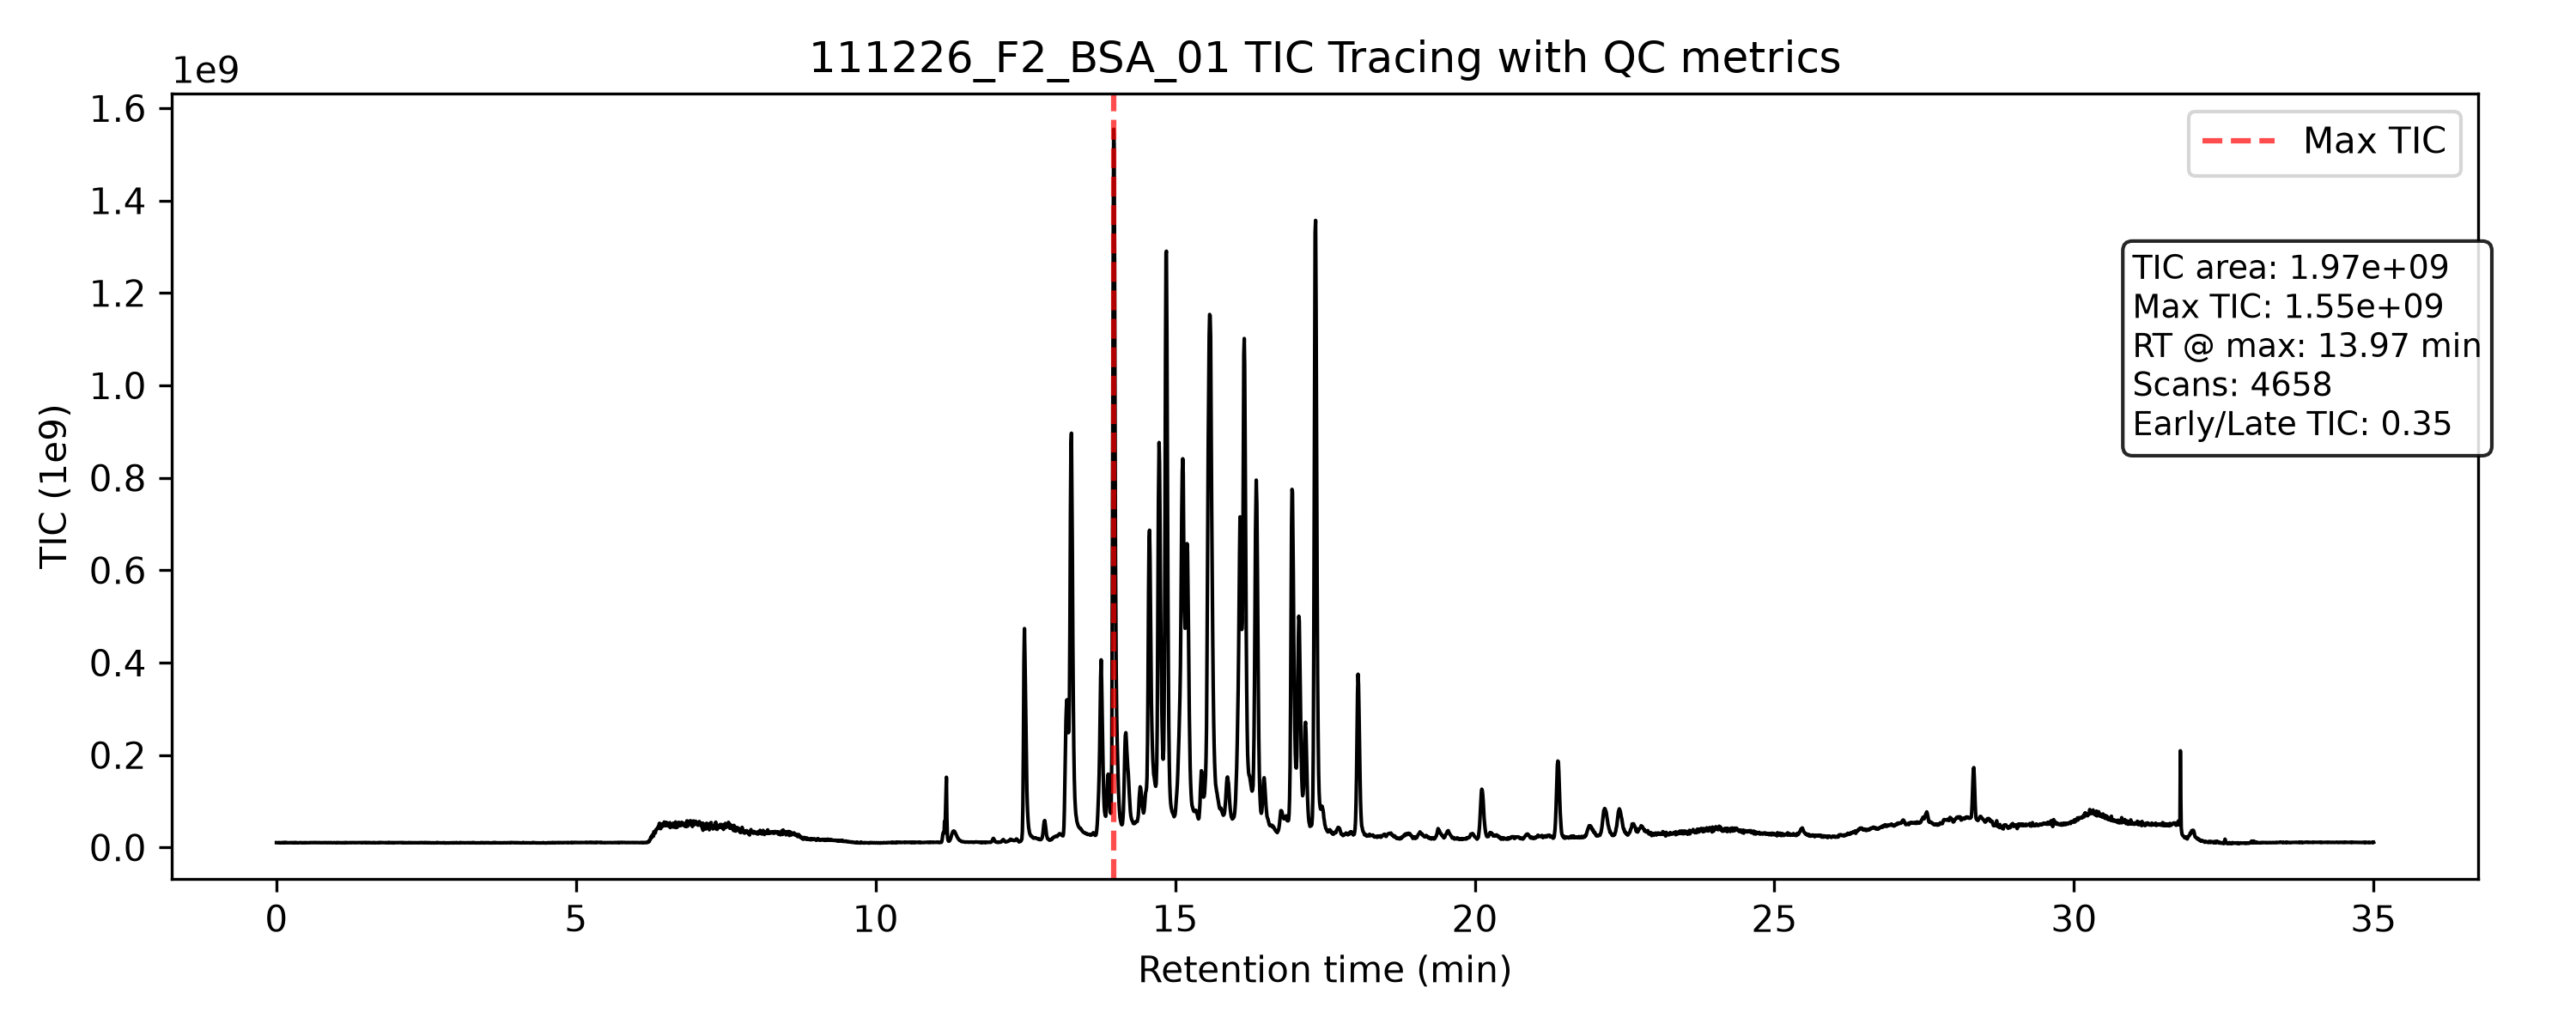 111226_F2_BSA_01 TIC Tracing with QC metrics
1e9
1.6
1.4
1.2
1.0
0.8
0.6
0.4
0.2
0.0
TIC (1e9)
Max TIC
TIC area: 1.97e+09
Max TIC: 1.55e+09
RT @ max: 13.97 min
Scans: 4658
Early/Late TIC: 0.35
0 5 10 15 20 25 30 35
Retention time (min)